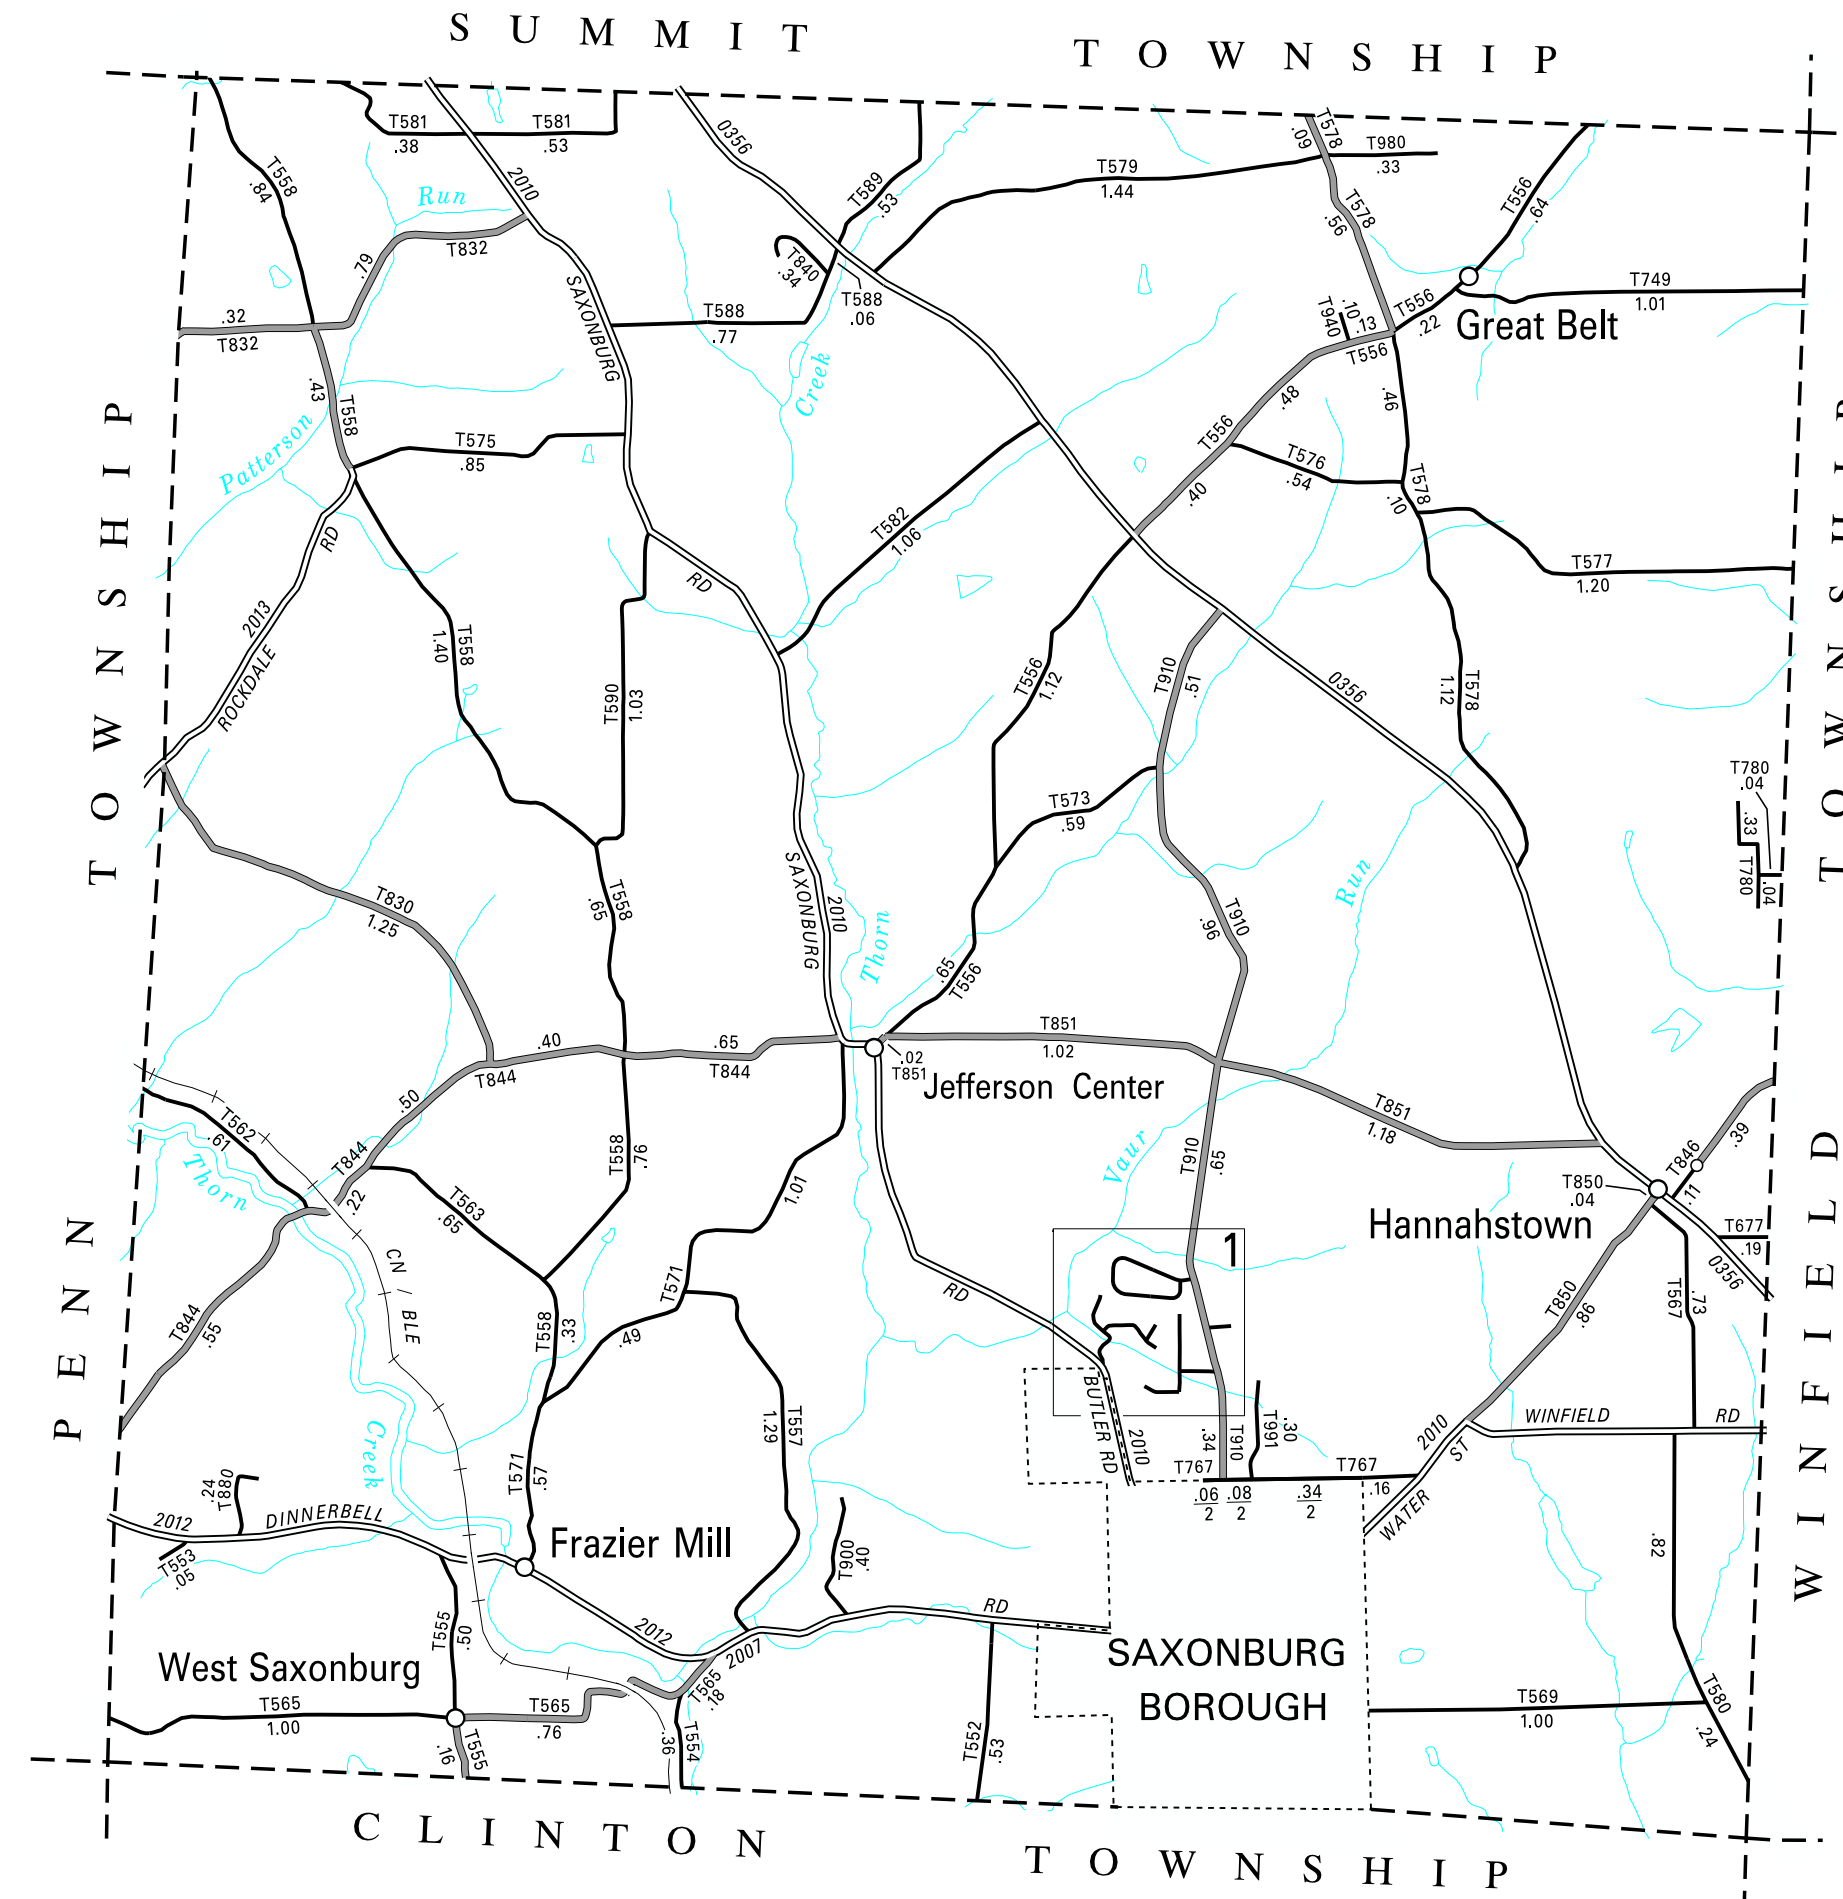 SUMMIT TOWNSHIP
T581
.38
T581
.53
2010
0356
T589
.53
T579
1.44
T578
.09
T980
.33
T558
.84
Run
T832
.79
T578
.56
T556
.64
T840
.34
T588
.06
T749
1.01
.32
T832
SAXONBURG
T588
.77
T940
.10
.13
T556
T556
.22
Great Belt
.43
T558
Creek
.48
.46
TOWNSHIP
Patterson
T575
.85
T556
T576
.54
T578
.10
.40
T582
1.06
RD
RD
T577
1.20
TOWNSHIP
2013
ROCKDALE
T558
1.40
T590
1.03
T556
1.12
T910
.51
0356
T578
1.12
T780
.04
.33
T780
.04
T573
.59
SAXONBURG
2010
T830
1.25
T558
.65
T910
.96
Run
Thorn
.65
T556
.40
T844
.65
T844
.02
T851
T851
1.02
Jefferson Center
.50
T562
.61
T844
.22
T558
.76
T851
1.18
T846
.39
.11
T850
.04
Thorn
T563
.65
1.01
Vaur
T910
.65
Hannahstown
T677
.19
0356
1
PENN
CN / BLE
T844
.55
T558
.33
T571
.49
RD
T850
.86
T567
.73
WINFIELD
T557
1.29
BUTLER RD
2010
.34
T910
T991
.30
2010
WINFIELD RD
ST
Creek
T571
.57
T767
.06
2
.08
2
.34
2
T767
.16
WATER
.24
T880
2012
DINNERBELL
T553
.05
Frazier Mill
T900
.40
.82
T555
.50
2012
2007
RD
SAXONBURG
BOROUGH
West Saxonburg
T565
1.00
T565
.76
T565
.18
T569
1.00
T580
.24
.16
T555
.36
T554
T552
.53
CLINTON TOWNSHIP